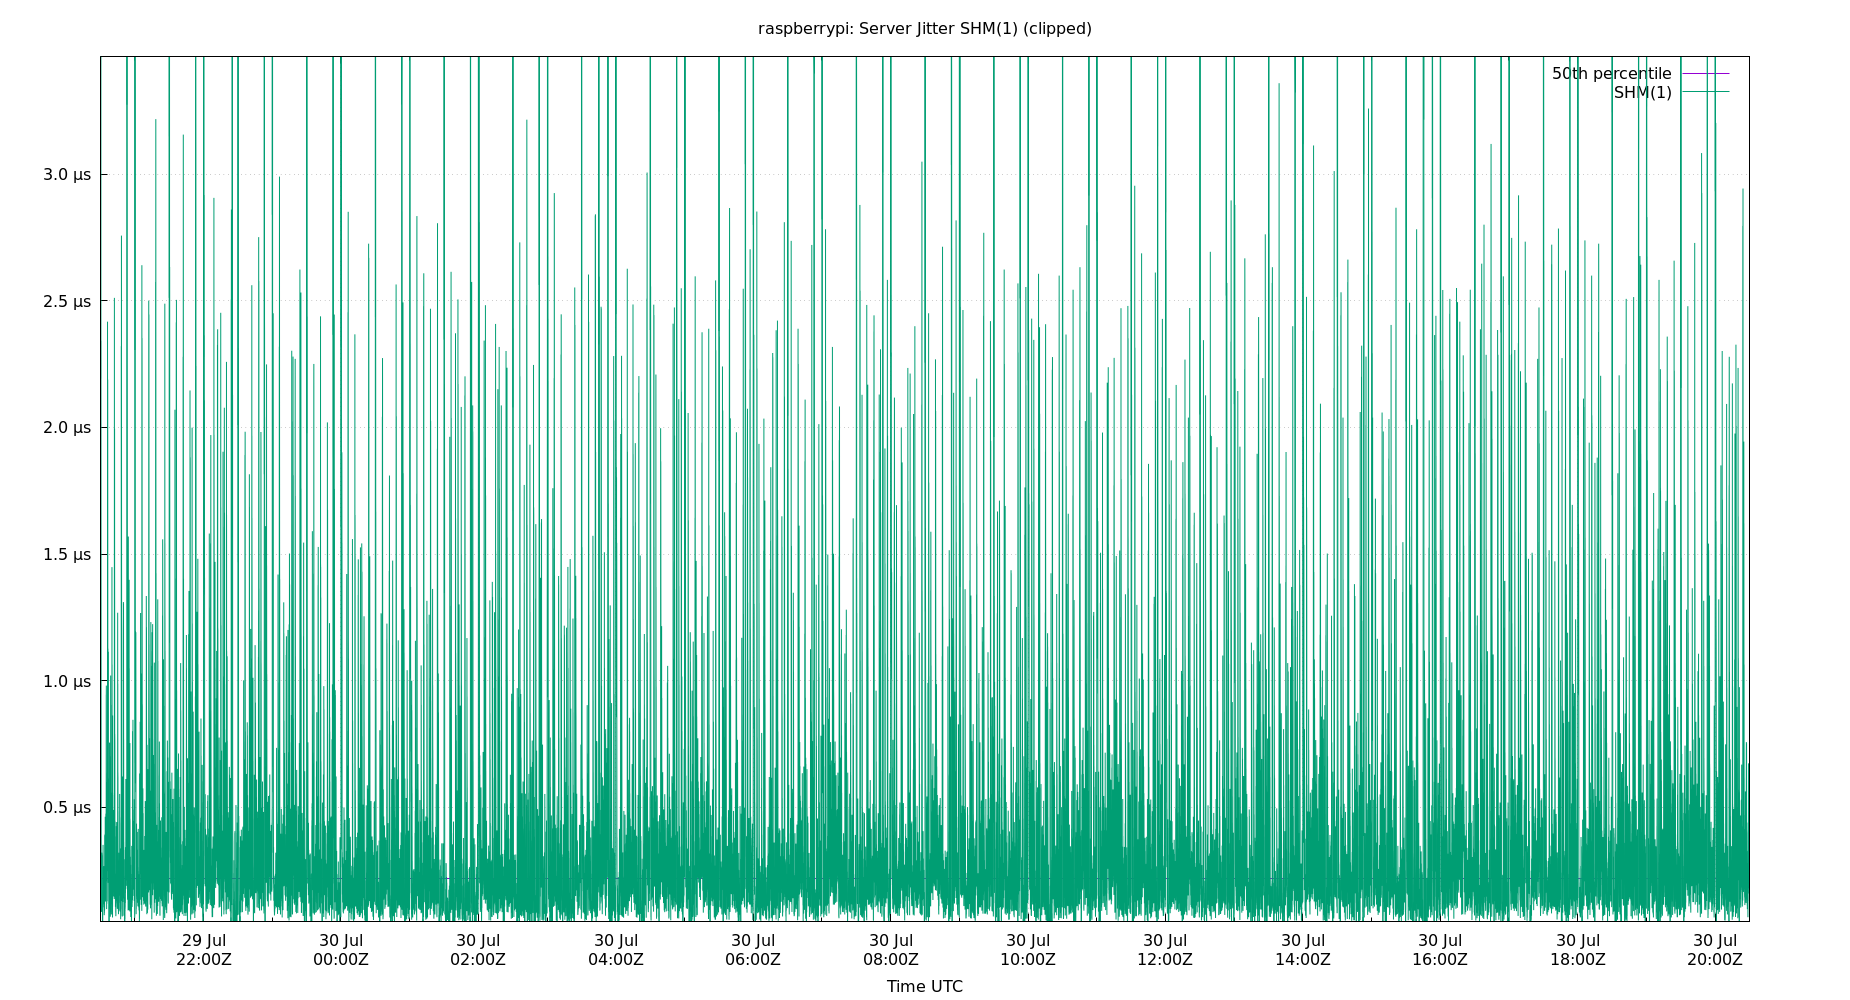 raspberrypi: Server Jitter SHM(1) (clipped)
50th percentile
SHM(1)
3.0 µs
2.5 µs
2.0 µs
1.5 µs
1.0 µs
0.5 µs
29 Jul 30 Jul 30 Jul 30 Jul 30 Jul 30 Jul 30 Jul 30 Jul 30 Jul 30 Jul 30 Jul 30 Jul
22:00Z 00:00Z 02:00Z 04:00Z 06:00Z 08:00Z 10:00Z 12:00Z 14:00Z 16:00Z 18:00Z 20:00Z
Time UTC